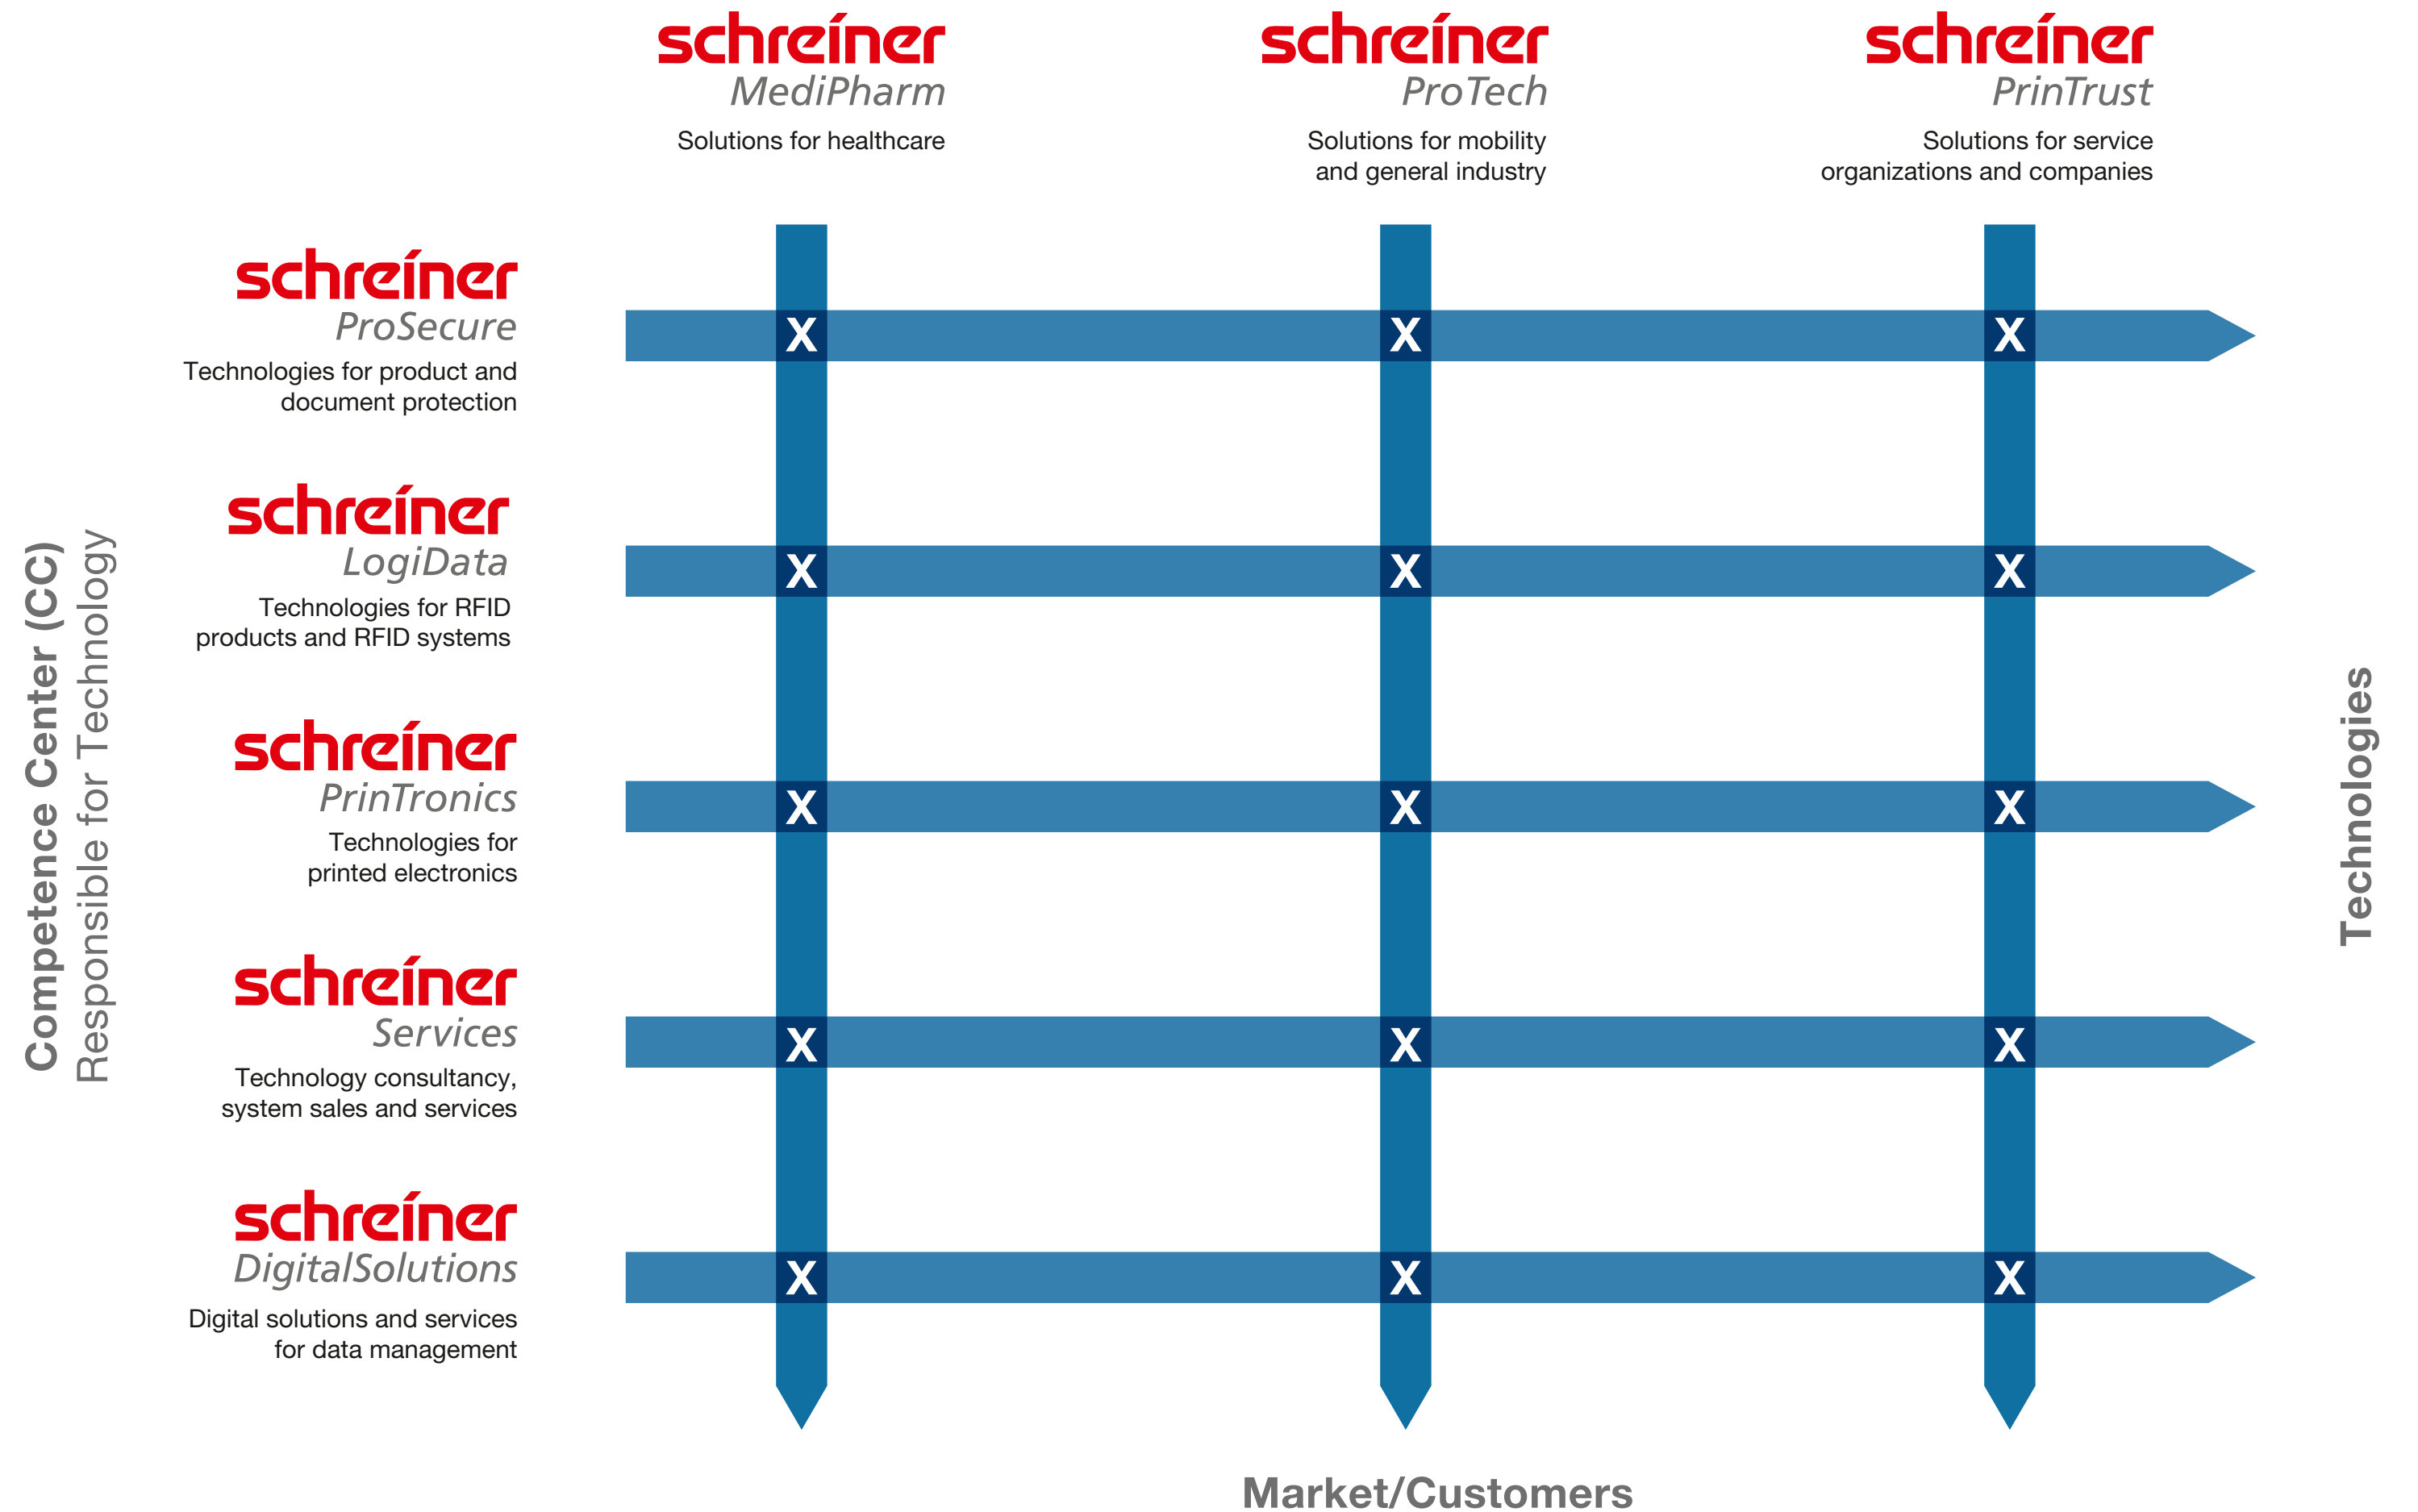 schreiner
MediPharm
Solutions for healthcare
schreiner
ProTech
Solutions for mobility
and general industry
schreiner
PrinTrust
Solutions for service
organizations and companies
Competence Center (CC)
Responsible for Technology
schreiner
ProSecure
Technologies for product and
document protection
X X X
schreiner
LogiData
Technologies for RFID
products and RFID systems
X X X
schreiner
PrinTronics
Technologies for
printed electronics
X X X
schreiner
Services
Technology consultancy,
system sales and services
X X X
schreiner
DigitalSolutions
Digital solutions and services
for data management
X X X
Technologies
Market/Customers